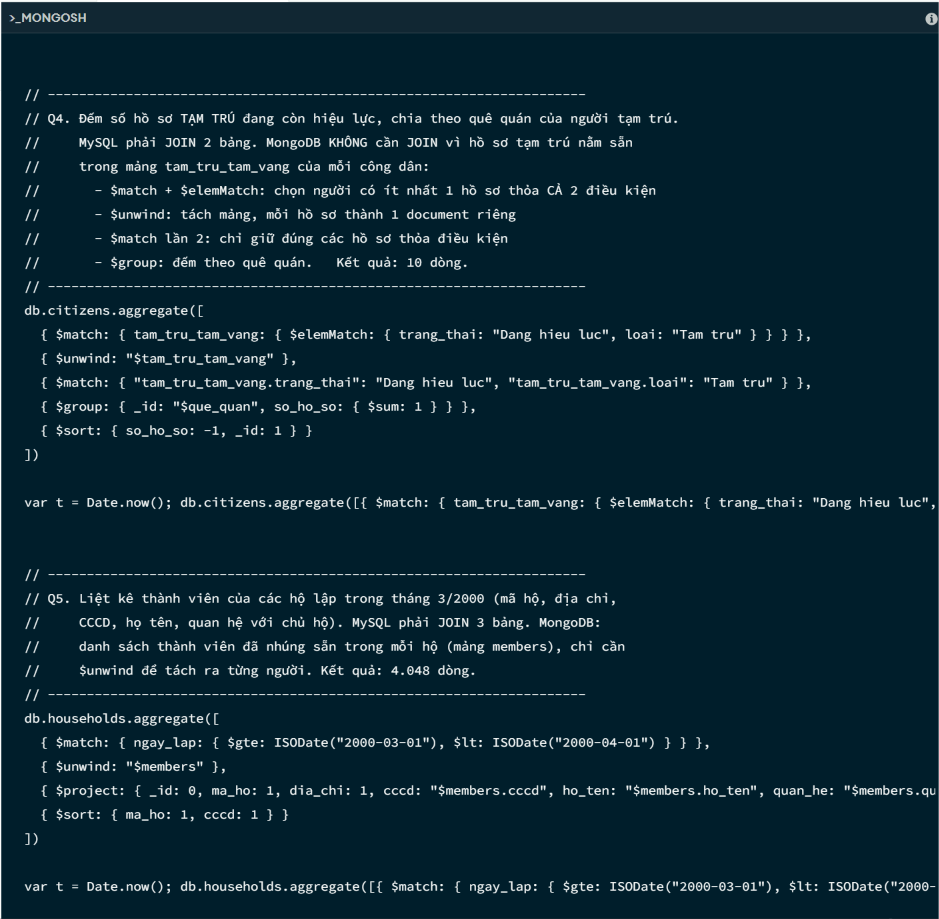 >_MONGOSH
// ---------------------------------------------------------------------
// Q4. Đếm số hồ sơ TẠM TRÚ đang còn hiệu lực, chia theo quê quán của người tạm trú.
//     MySQL phải JOIN 2 bảng. MongoDB KHÔNG cần JOIN vì hồ sơ tạm trú nằm sẵn
//     trong mảng tam_tru_tam_vang của mỗi công dân:
//       - $match + $elemMatch: chọn người có ít nhất 1 hồ sơ thỏa CẢ 2 điều kiện
//       - $unwind: tách mảng, mỗi hồ sơ thành 1 document riêng
//       - $match lần 2: chỉ giữ đúng các hồ sơ thỏa điều kiện
//       - $group: đếm theo quê quán.   Kết quả: 10 dòng.
// ---------------------------------------------------------------------
db.citizens.aggregate([
  { $match: { tam_tru_tam_vang: { $elemMatch: { trang_thai: "Dang hieu luc", loai: "Tam tru" } } } },
  { $unwind: "$tam_tru_tam_vang" },
  { $match: { "tam_tru_tam_vang.trang_thai": "Dang hieu luc", "tam_tru_tam_vang.loai": "Tam tru" } },
  { $group: { _id: "$que_quan", so_ho_so: { $sum: 1 } } },
  { $sort: { so_ho_so: -1, _id: 1 } }
])
var t = Date.now(); db.citizens.aggregate([{ $match: { tam_tru_tam_vang: { $elemMatch: { trang_thai: "Dang hieu luc",
// ---------------------------------------------------------------------
// Q5. Liệt kê thành viên của các hộ lập trong tháng 3/2000 (mã hộ, địa chỉ,
//     CCCD, họ tên, quan hệ với chủ hộ). MySQL phải JOIN 3 bảng. MongoDB:
//     danh sách thành viên đã nhúng sẵn trong mỗi hộ (mảng members), chỉ cần
//     $unwind để tách ra từng người. Kết quả: 4.048 dòng.
// ---------------------------------------------------------------------
db.households.aggregate([
  { $match: { ngay_lap: { $gte: ISODate("2000-03-01"), $lt: ISODate("2000-04-01") } } },
  { $unwind: "$members" },
  { $project: { _id: 0, ma_ho: 1, dia_chi: 1, cccd: "$members.cccd", ho_ten: "$members.ho_ten", quan_he: "$members.qu
  { $sort: { ma_ho: 1, cccd: 1 } }
])
var t = Date.now(); db.households.aggregate([{ $match: { ngay_lap: { $gte: ISODate("2000-03-01"), $lt: ISODate("2000-